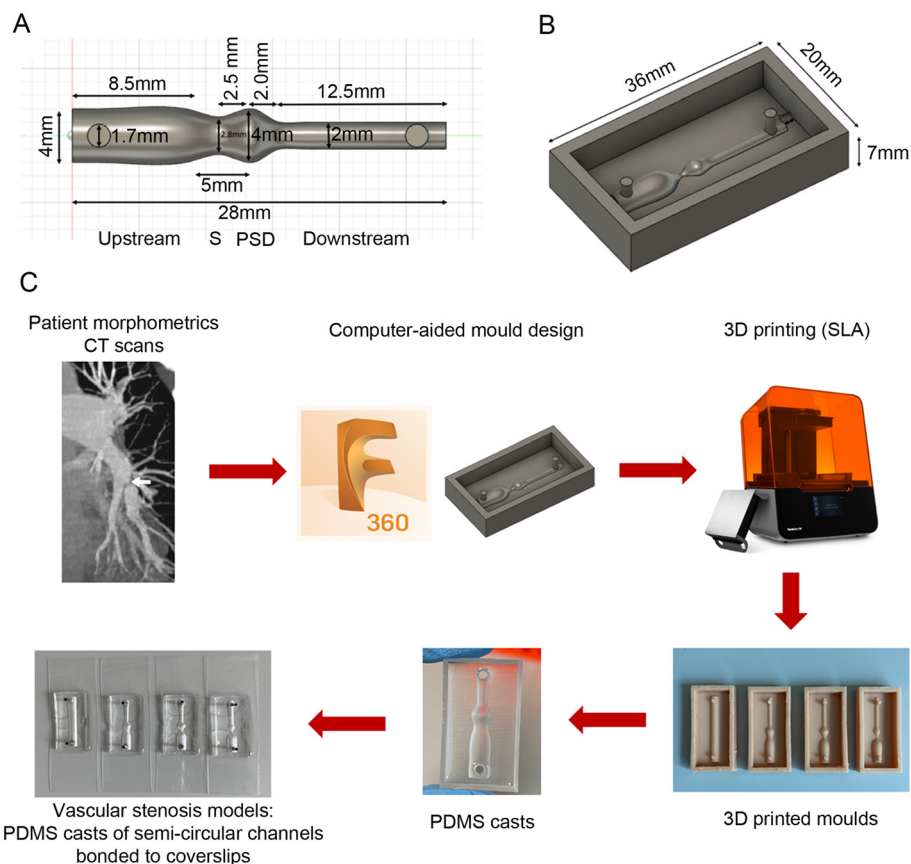 A
8.5mm
2.5 mm
2.0mm
12.5mm
4mm
1.7mm
2.8mm
4mm
2mm
5mm
28mm
Upstream S PSD Downstream
B
36mm
20mm
7mm
C
Patient morphometrics
CT scans
Computer-aided mould design
3D printing (SLA)
360
Vascular stenosis models:
PDMS casts of semi-circular channels
bonded to coverslips
PDMS casts
3D printed moulds